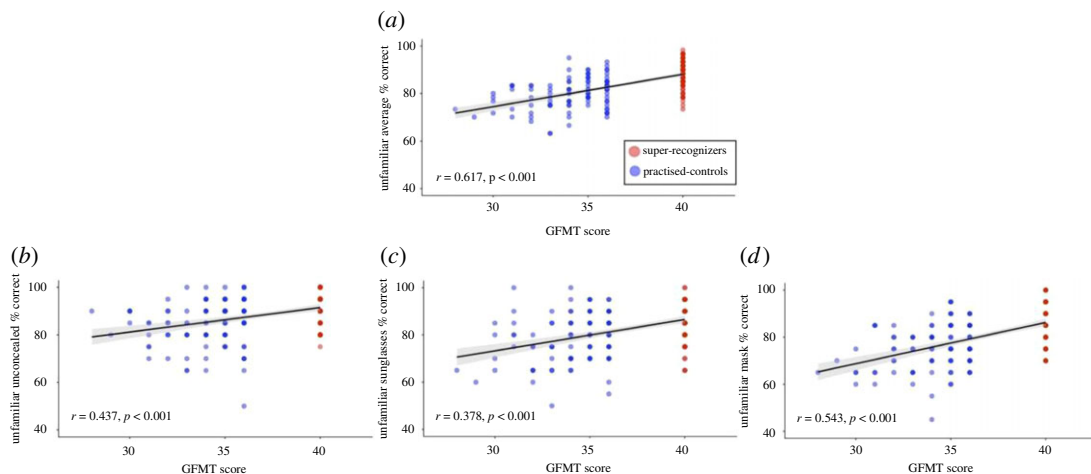 (a)
unfamiliar average % correct
100
80
60
40
super-recognizers
practised-controls
r = 0.617, p < 0.001
30
35
40
GFMT score
(b)
unfamiliar unconcealed % correct
100
80
60
40
r = 0.437, p < 0.001
30
35
40
GFMT score
(c)
unfamiliar sunglasses % correct
100
80
60
40
r = 0.378, p < 0.001
30
35
40
GFMT score
(d)
unfamiliar mask % correct
100
80
60
40
r = 0.543, p < 0.001
30
35
40
GFMT score